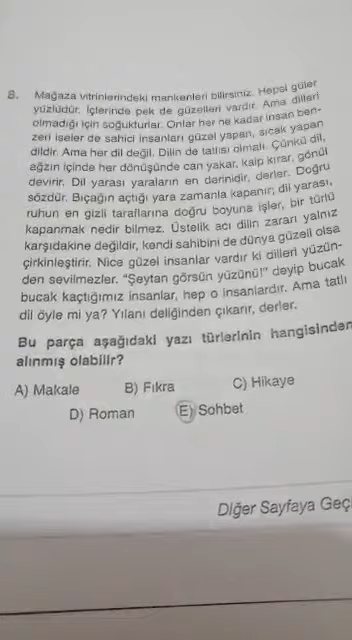 8. Mağaza vitrinlerindeki mankenleri bilirsiniz. Hepsi güler
yüzlüdür. İçlerinde pek de güzelleri vardır. Ama dilleri
olmadığı için soğukturlar. Onlar her ne kadar insan ben-
zeri iseler de sahici insanları güzel yapan, sıcak yapan
dildir. Ama her dil değil. Dilin de tatlısı olmalı. Çünkü dil,
ağzın içinde her dönüşünde can yakar, kalp kırar, gönül
devirir. Dil yarası yaraların en derinidir, derler. Doğru
sözdür. Bıçağın açtığı yara zamanla kapanır; dil yarası,
ruhun en gizli taraflarına doğru boyuna işler, bir türlü
kapanmak nedir bilmez. Üstelik acı dilin zararı yalnız
karşıdakine değildir, kendi sahibini de dünya güzeli olsa
çirkinleştirir. Nice güzel insanlar vardır ki dilleri yüzün-
den sevilmezler. "Şeytan görsün yüzünü!" deyip bucak
bucak kaçtığımız insanlar, hep o insanlardır. Ama tatlı
dil öyle mi ya? Yılanı deliğinden çıkarır, derler.
Bu parça aşağıdaki yazı türlerinin hangisinden
alınmış olabilir?
A) Makale B) Fıkra C) Hikaye
D) Roman E) Sohbet
Diğer Sayfaya Geç